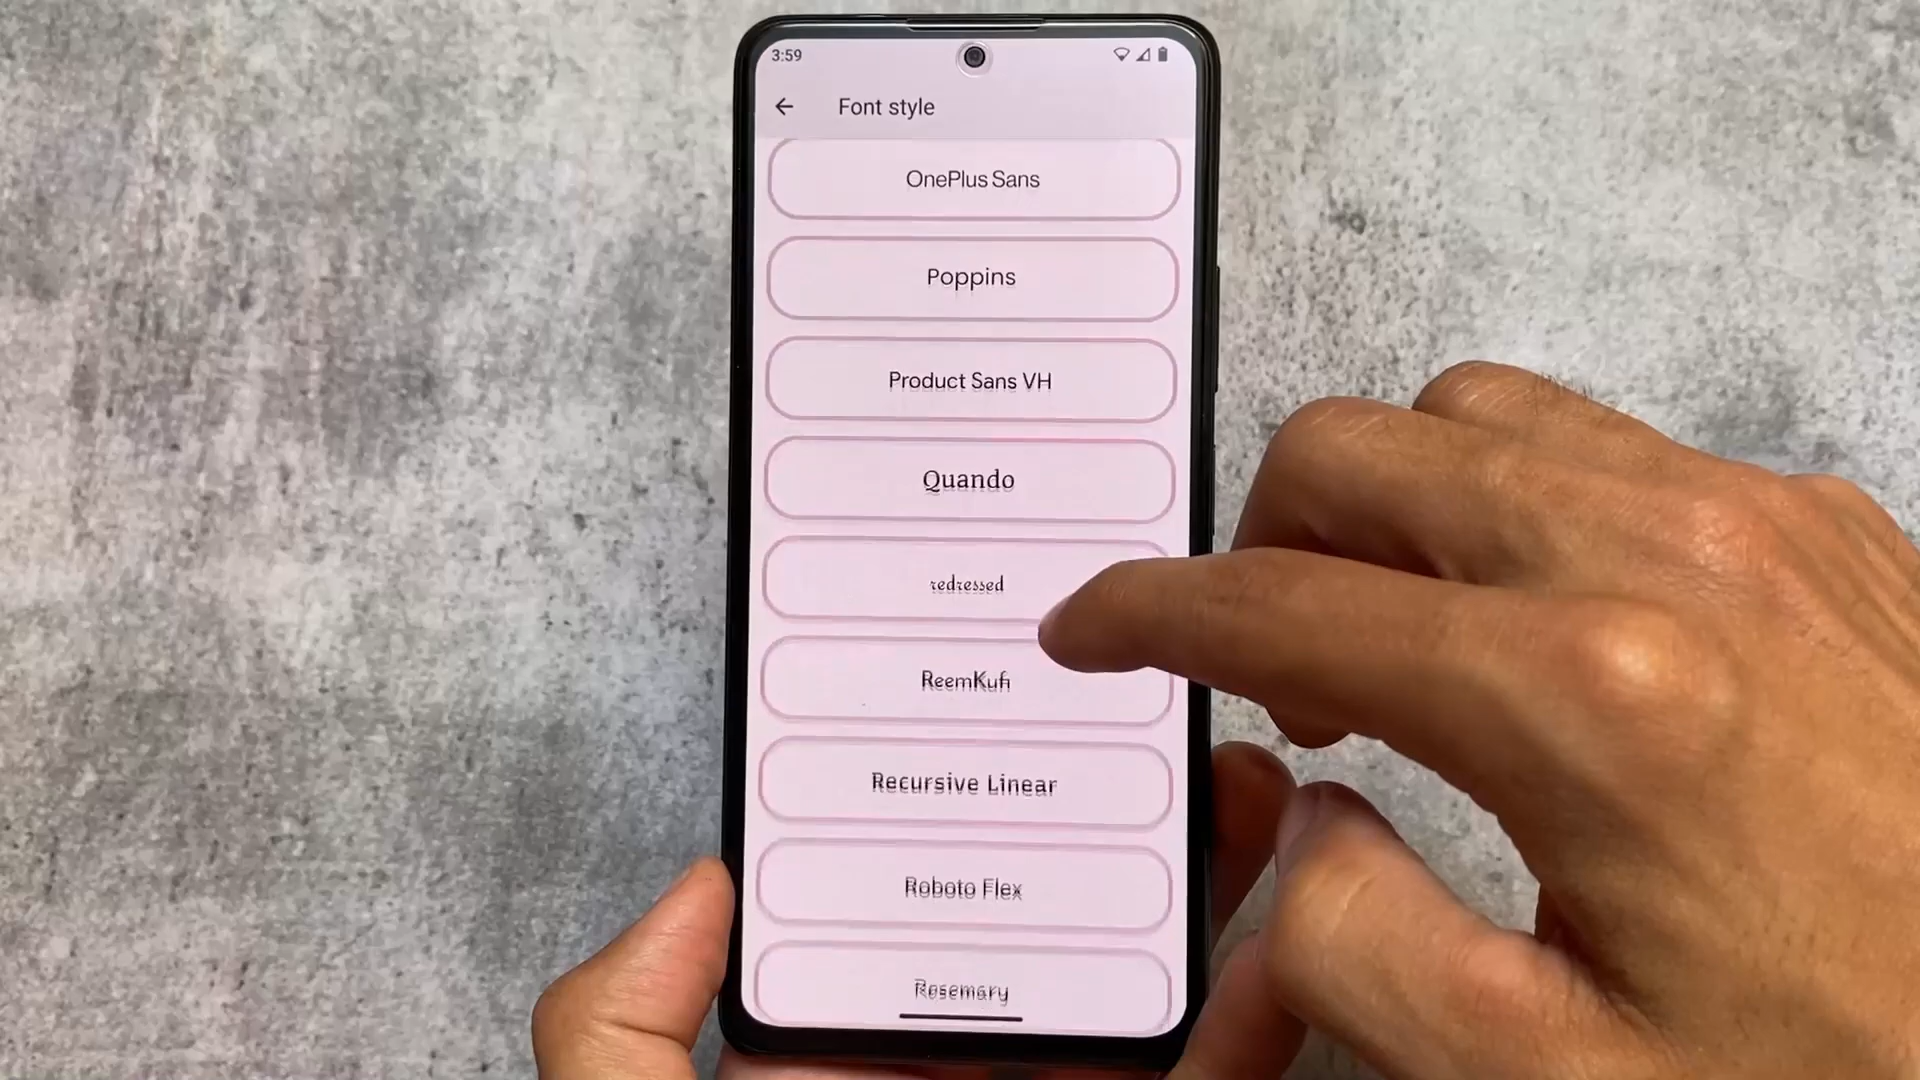 3:59
Font style
OnePlus Sans
Poppins
Product Sans VH
Quando
redressed
ReemKufi
Recursive Linear
Roboto Flex
Rosemary